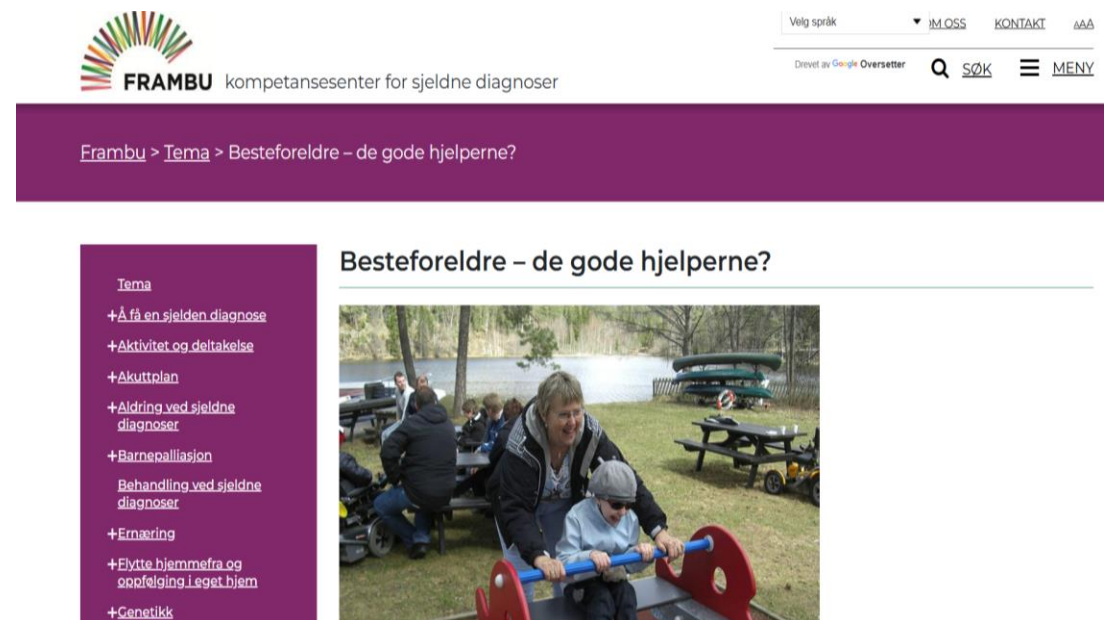 Velg språk
OM OSS
KONTAKT
AAA
Drevet av Google Oversetter
SØK
MENY
FRAMBU kompetansesenter for sjeldne diagnoser
Frambu > Tema > Besteforeldre – de gode hjelperne?
Besteforeldre – de gode hjelperne?
Tema
+Å få en sjelden diagnose
+Aktivitet og deltakelse
+Akuttplan
+Aldring ved sjeldne
diagnoser
+Barnepalliasjon
Behandling ved sjeldne
diagnoser
+Ernæring
+Flytte hjemmefra og
oppfølging i eget hjem
+Genetikk